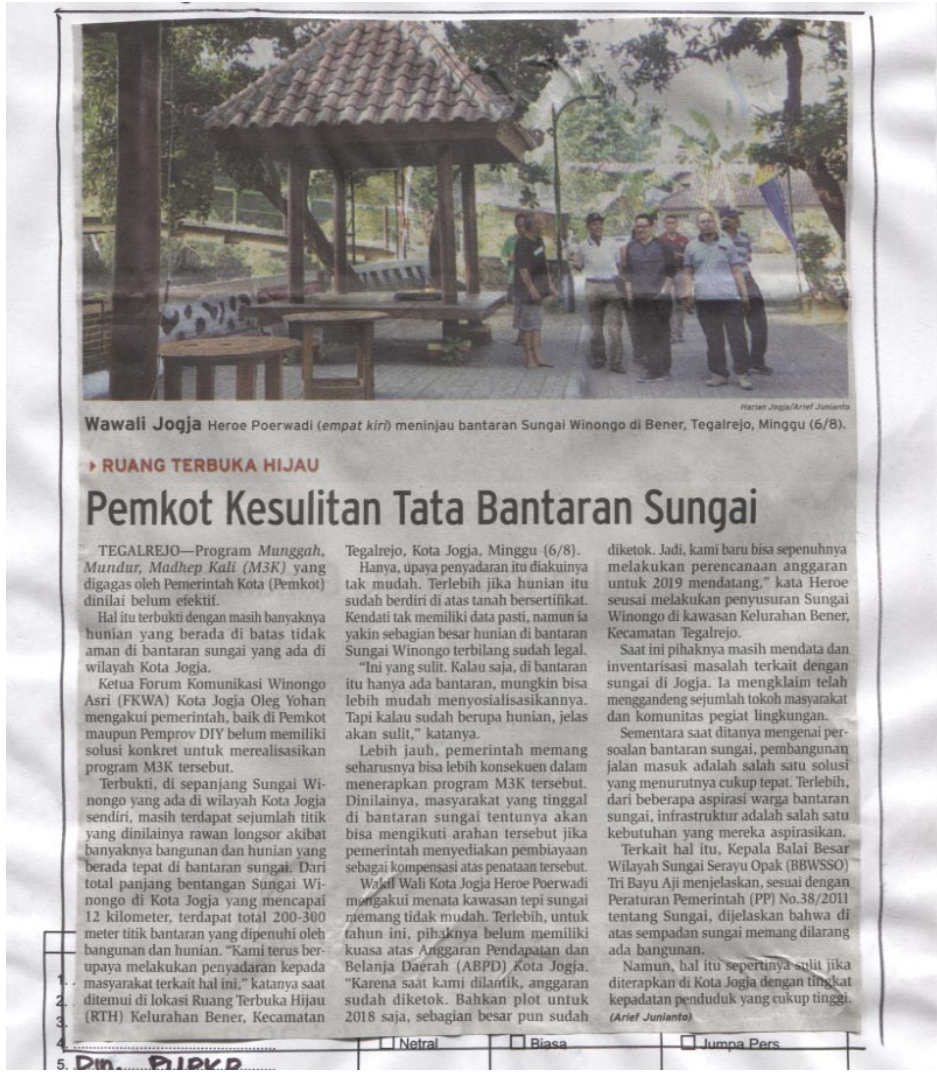 Harian Jogja/Arief Junianto
Wawali Jogja Heroe Poerwadi (empat kiri) meninjau bantaran Sungai Winongo di Bener, Tegalrejo, Minggu (6/8).
RUANG TERBUKA HIJAU
Pemkot Kesulitan Tata Bantaran Sungai
TEGALREJO—Program Munggah,
Mundur, Madhep Kali (M3K) yang
digagas oleh Pemerintah Kota (Pemkot)
dinilai belum efektif.
Hal itu terbukti dengan masih banyaknya
hunian yang berada di batas tidak
aman di bantaran sungai yang ada di
wilayah Kota Jogja.
Ketua Forum Komunikasi Winongo
Asri (FKWA) Kota Jogja Oleg Yohan
mengakui pemerintah, baik di Pemkot
maupun Pemprov DIY belum memiliki
solusi konkret untuk merealisasikan
program M3K tersebut.
Terbukti, di sepanjang Sungai Wi-
nongo yang ada di wilayah Kota Jogja
sendiri, masih terdapat sejumlah titik
yang dinilainya rawan longsor akibat
banyaknya bangunan dan hunian yang
berada tepat di bantaran sungai. Dari
total panjang bentangan Sungai Wi-
nongo di Kota Jogja yang mencapai
12 kilometer, terdapat total 200-300
meter titik bantaran yang dipenuhi oleh
bangunan dan hunian. “Kami terus ber-
upaya melakukan penyadaran kepada
masyarakat terkait hal ini,” katanya saat
ditemui di lokasi Ruang Terbuka Hijau
(RTH) Kelurahan Bener, Kecamatan
Tegalrejo, Kota Jogja, Minggu (6/8).
Hanya, upaya penyadaran itu diakuinya
tak mudah. Terlebih jika hunian itu
sudah berdiri di atas tanah bersertifikat.
Kendati tak memiliki data pasti, namun ia
yakin sebagian besar hunian di bantaran
Sungai Winongo terbilang sudah legal.
“Ini yang sulit. Kalau saja, di bantaran
itu hanya ada bantaran, mungkin bisa
lebih mudah menyosialisasikannya.
Tapi kalau sudah berupa hunian, jelas
akan sulit,” katanya.
Lebih jauh, pemerintah memang
seharusnya bisa lebih konsekuen dalam
menerapkan program M3K tersebut.
Dinilainya, masyarakat yang tinggal
di bantaran sungai tentunya akan
bisa mengikuti arahan tersebut jika
pemerintah menyediakan pembiayaan
sebagai kompensasi atas penataan tersebut.
Wakil Wali Kota Jogja Heroe Poerwadi
mengakui menata kawasan tepi sungai
memang tidak mudah. Terlebih, untuk
tahun ini, pihaknya belum memiliki
kuasa atas Anggaran Pendapatan dan
Belanja Daerah (ABPD) Kota Jogja.
“Karena saat kami dilantik, anggaran
sudah diketok. Bahkan plot untuk
2018 saja, sebagian besar pun sudah
diketok. Jadi, kami baru bisa sepenuhnya
melakukan perencanaan anggaran
untuk 2019 mendatang,” kata Heroe
seusai melakukan penyusuran Sungai
Winongo di kawasan Kelurahan Bener,
Kecamatan Tegalrejo.
Saat ini pihaknya masih mendata dan
inventarisasi masalah terkait dengan
sungai di Jogja. Ia mengklaim telah
menggandeng sejumlah tokoh masyarakat
dan komunitas pegiat lingkungan.
Sementara saat ditanya mengenai per-
soalan bantaran sungai, pembangunan
jalan masuk adalah salah satu solusi
yang menurutnya cukup tepat. Terlebih,
dari beberapa aspirasi warga bantaran
sungai, infrastruktur adalah salah satu
kebutuhan yang mereka aspirasikan.
Terkait hal itu, Kepala Balai Besar
Wilayah Sungai Serayu Opak (BBWSSO)
Tri Bayu Aji menjelaskan, sesuai dengan
Peraturan Pemerintah (PP) No.38/2011
tentang Sungai, dijelaskan bahwa di
atas sempadan sungai memang dilarang
ada bangunan.
Namun, hal itu sepertinya sulit jika
diterapkan di Kota Jogja dengan tingkat
kepadatan penduduk yang cukup tinggi.
(Arief Junianto)
1.
2.
3.
4. Netral Biasa Jumpa Pers
5. Din. PUPKP